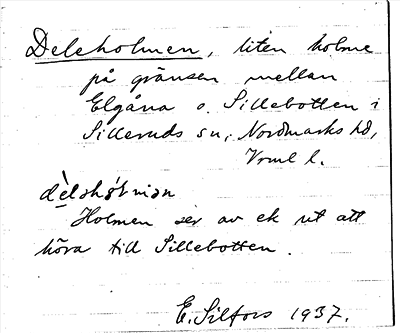 Deleholmen, liten holme
på gränsen mellan
Elgåna o. Sillebotten i
Silleruds sn, Nordmarks hd,
Vrml l.
Holmen ser av ek ut att
höra till Sillebotten.
E. Silfors 1937.